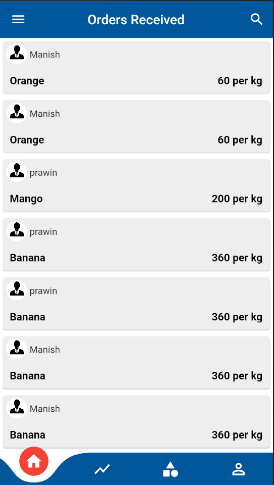 Orders Received
Manish
Orange 60 per kg
Manish
Orange 60 per kg
prawin
Mango 200 per kg
prawin
Banana 360 per kg
prawin
Banana 360 per kg
Manish
Banana 360 per kg
Manish
Banana 360 per kg